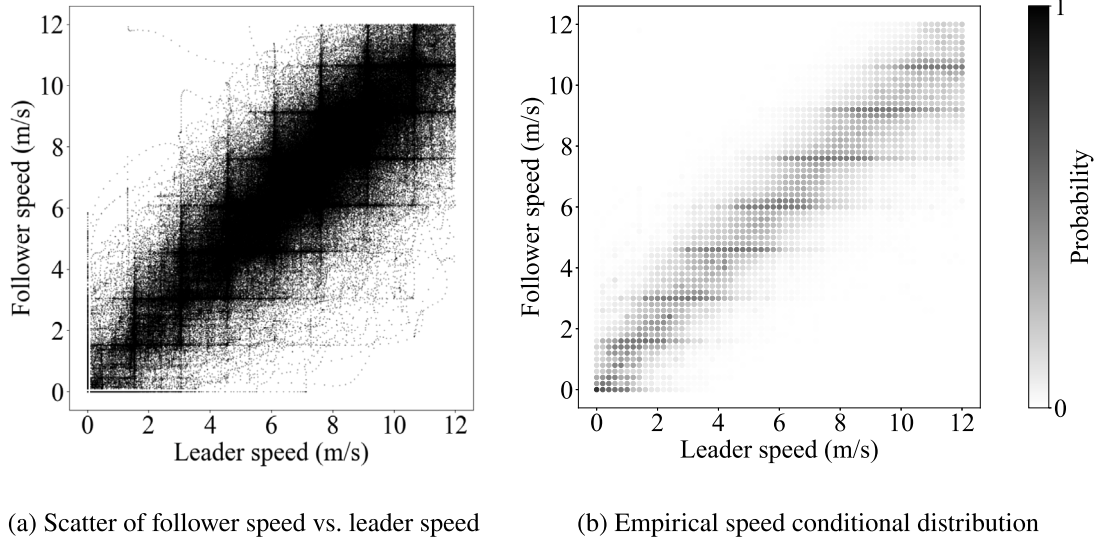 12
10
8
6
4
2
0
Follower speed (m/s)
0 2 4 6 8 10 12
Leader speed (m/s)
12
10
8
6
4
2
0
Follower speed (m/s)
0 2 4 6 8 10 12
Leader speed (m/s)
1
0
Probability
(a) Scatter of follower speed vs. leader speed
(b) Empirical speed conditional distribution